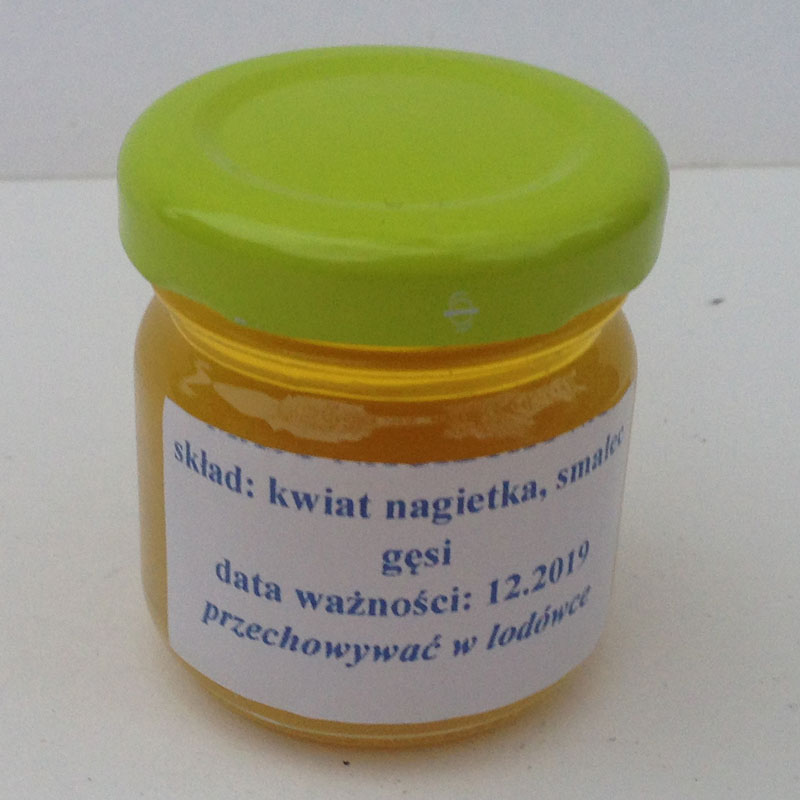 skład: kwiat nagietka, smalec
gęsi
data ważności: 12.2019
przechowywać w lodówce